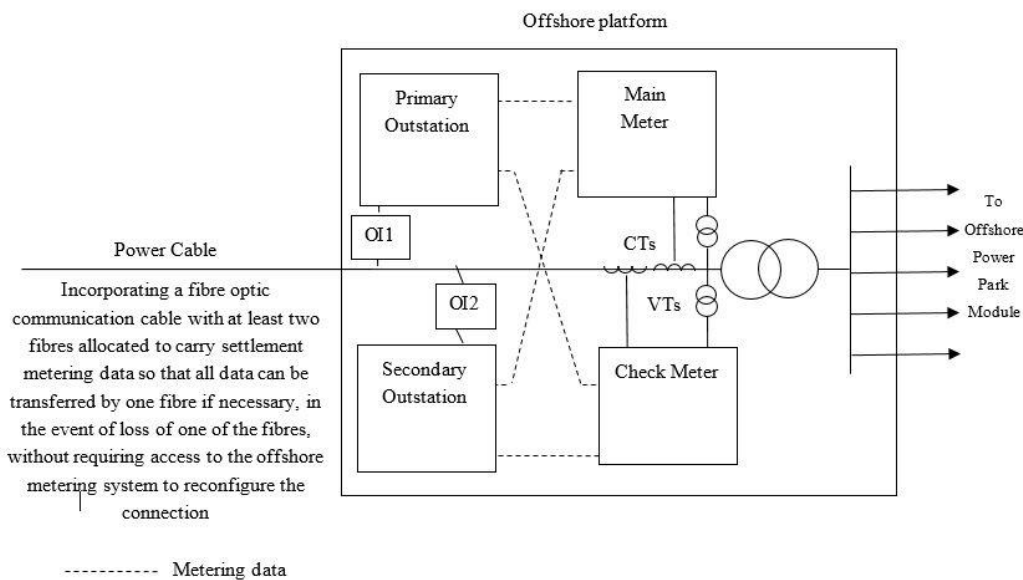 Offshore platform
Primary
Outstation
Main
Meter
OI1
Power Cable
CTs
To
Offshore
Power
Park
Module
Incorporating a fibre optic
communication cable with at least two
fibres allocated to carry settlement
metering data so that all data can be
transferred by one fibre if necessary, in
the event of loss of one of the fibres,
without requiring access to the offshore
metering system to reconfigure the
connection
OI2
VTs
Secondary
Outstation
Check Meter
Metering data